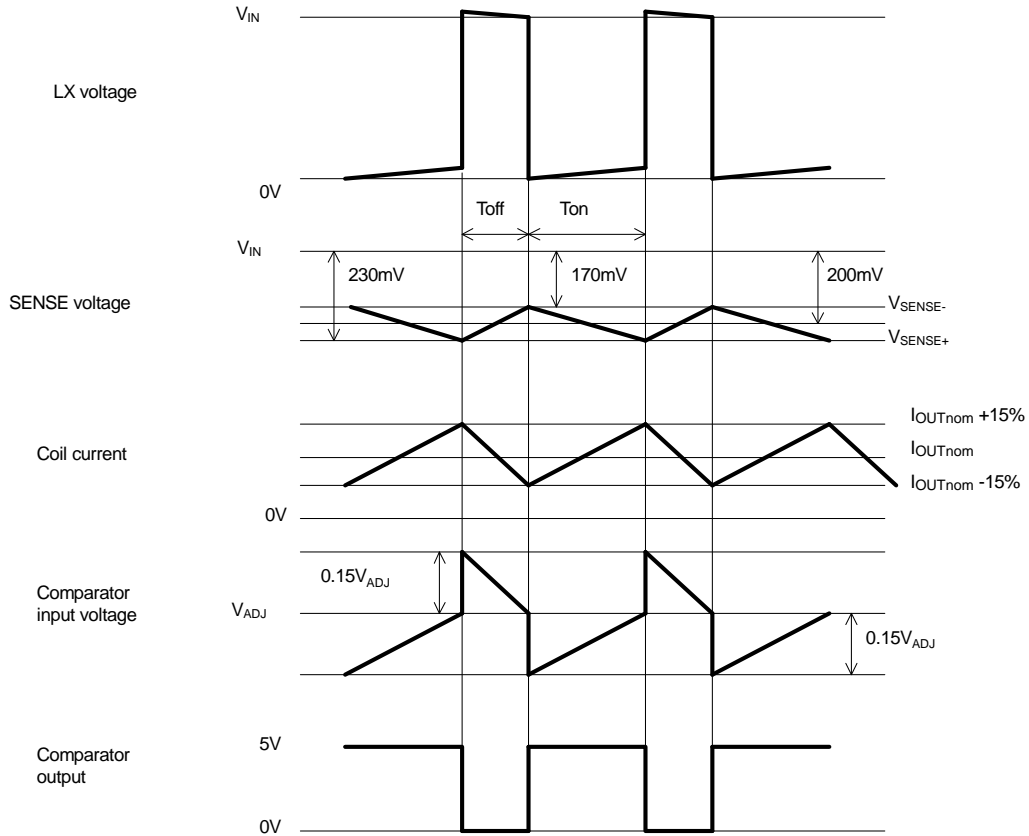 VIN
LX voltage
0V
Toff Ton
VIN
230mV 170mV 200mV
SENSE voltage
VSENSE-
VSENSE+
IOUTnom +15%
Coil current
IOUTnom
IOUTnom -15%
0V
0.15VADJ
Comparator
input voltage
VADJ
0.15VADJ
5V
Comparator
output
0V